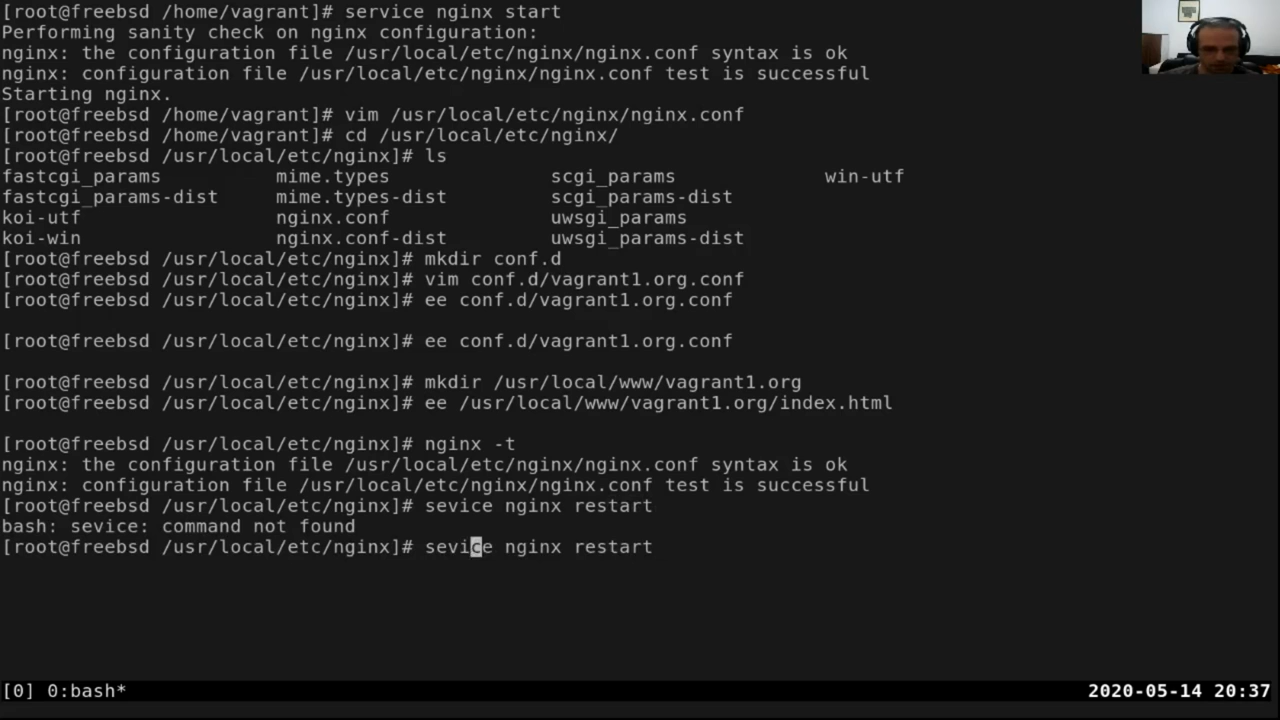 [root@freebsd /home/vagrant]# service nginx start
Performing sanity check on nginx configuration:
nginx: the configuration file /usr/local/etc/nginx/nginx.conf syntax is ok
nginx: configuration file /usr/local/etc/nginx/nginx.conf test is successful
Starting nginx.
[root@freebsd /home/vagrant]# vim /usr/local/etc/nginx/nginx.conf
[root@freebsd /home/vagrant]# cd /usr/local/etc/nginx/
[root@freebsd /usr/local/etc/nginx]# ls
fastcgi_params mime.types scgi_params win-utf
fastcgi_params-dist mime.types-dist scgi_params-dist
koi-utf nginx.conf uwsgi_params
koi-win nginx.conf-dist uwsgi_params-dist
[root@freebsd /usr/local/etc/nginx]# mkdir conf.d
[root@freebsd /usr/local/etc/nginx]# vim conf.d/vagrant1.org.conf
[root@freebsd /usr/local/etc/nginx]# ee conf.d/vagrant1.org.conf
[root@freebsd /usr/local/etc/nginx]# ee conf.d/vagrant1.org.conf
[root@freebsd /usr/local/etc/nginx]# mkdir /usr/local/www/vagrant1.org
[root@freebsd /usr/local/etc/nginx]# ee /usr/local/www/vagrant1.org/index.html
[root@freebsd /usr/local/etc/nginx]# nginx -t
nginx: the configuration file /usr/local/etc/nginx/nginx.conf syntax is ok
nginx: configuration file /usr/local/etc/nginx/nginx.conf test is successful
[root@freebsd /usr/local/etc/nginx]# sevice nginx restart
bash: sevice: command not found
[root@freebsd /usr/local/etc/nginx]# sevice nginx restart
[0] 0:bash* 2020-05-14 20:37